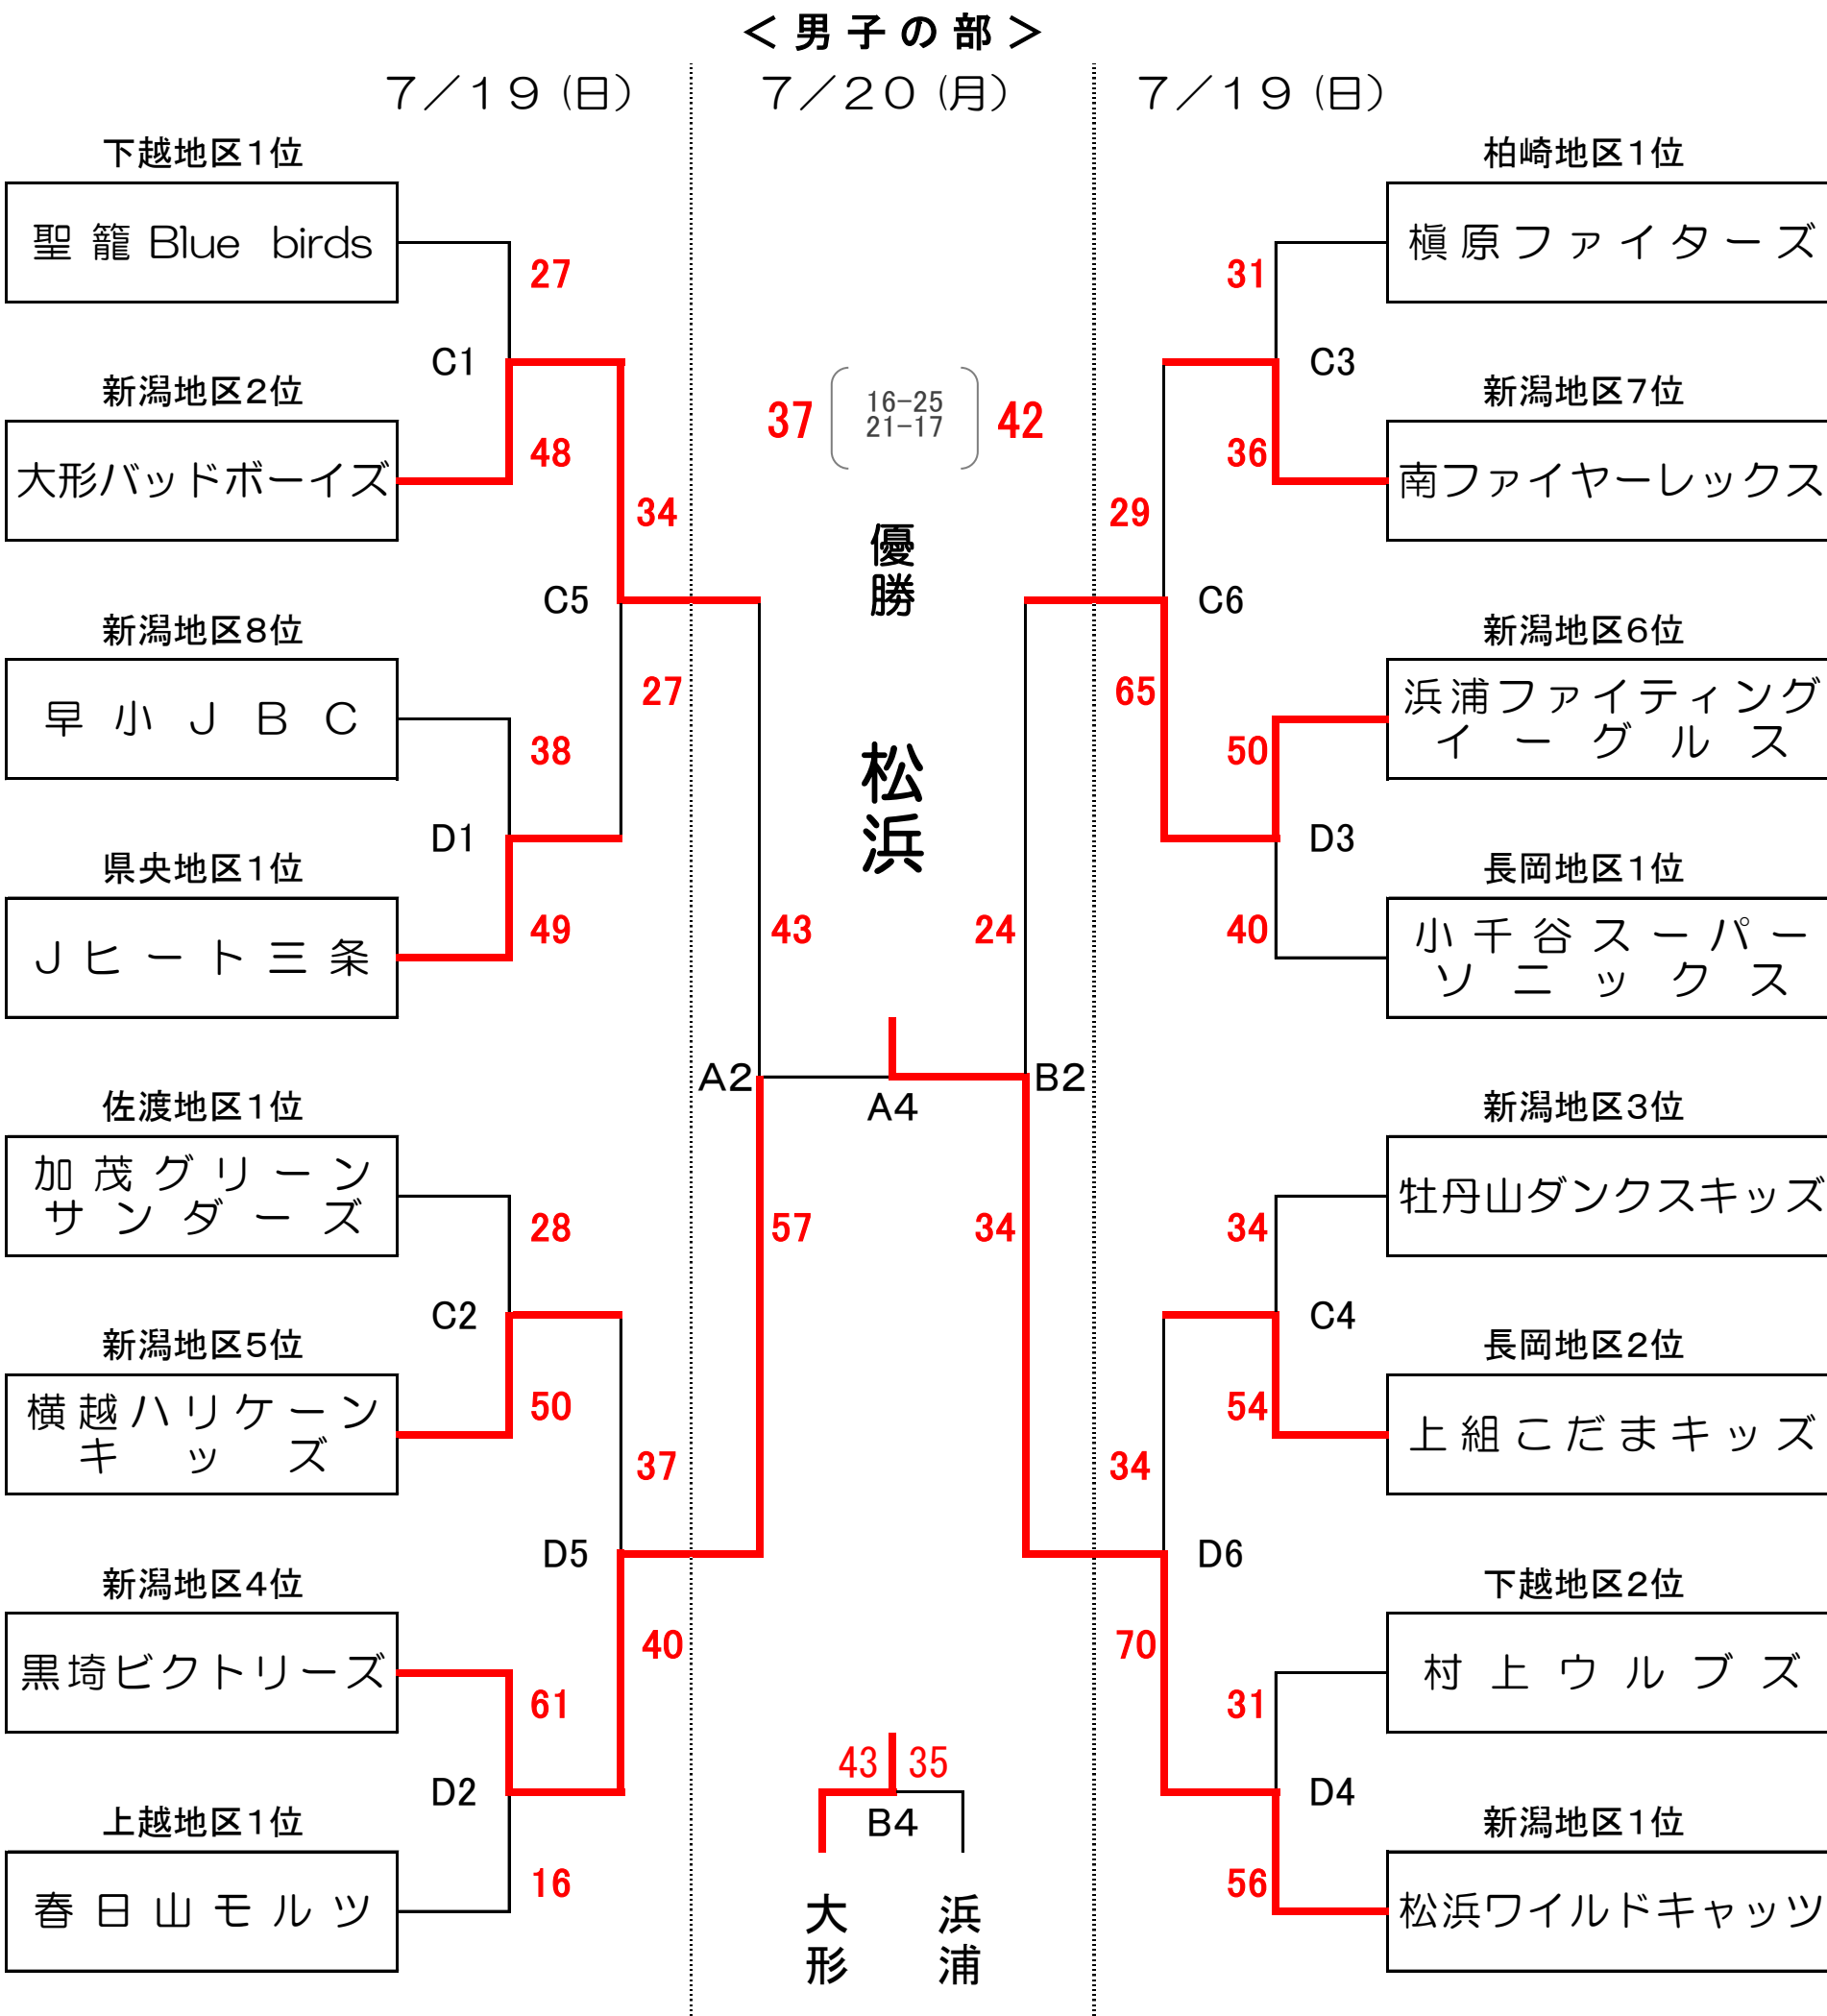 ＜男子の部＞
7／19（日）
7／20（月）
7／19（日）
下越地区1位
聖籠Blue birds
27
C1
新潟地区2位
大形バッドボーイズ
48
34
C5
新潟地区8位
早小JBC
27
38
D1
県央地区1位
Jヒート三条
49
43
佐渡地区1位
加茂グリーン
サンダーズ
28
57
C2
新潟地区5位
横越ハリケーン
キッズ
50
37
D5
新潟地区4位
黒埼ビクトリーズ
40
61
D2
上越地区1位
春日山モルツ
16
37
16-25
21-17
42
優勝
松浜
A2
A4
B2
43
35
B4
大形
浜浦
柏崎地区1位
槇原ファイターズ
31
C3
新潟地区7位
南ファイヤーレックス
36
29
C6
新潟地区6位
浜浦ファイティング
イーグルス
65
50
D3
長岡地区1位
小千谷スーパー
ソニックス
40
24
新潟地区3位
牡丹山ダンクスキッズ
34
34
C4
長岡地区2位
上組こだまキッズ
54
34
D6
下越地区2位
村上ウルブズ
70
31
D4
新潟地区1位
松浜ワイルドキャッツ
56